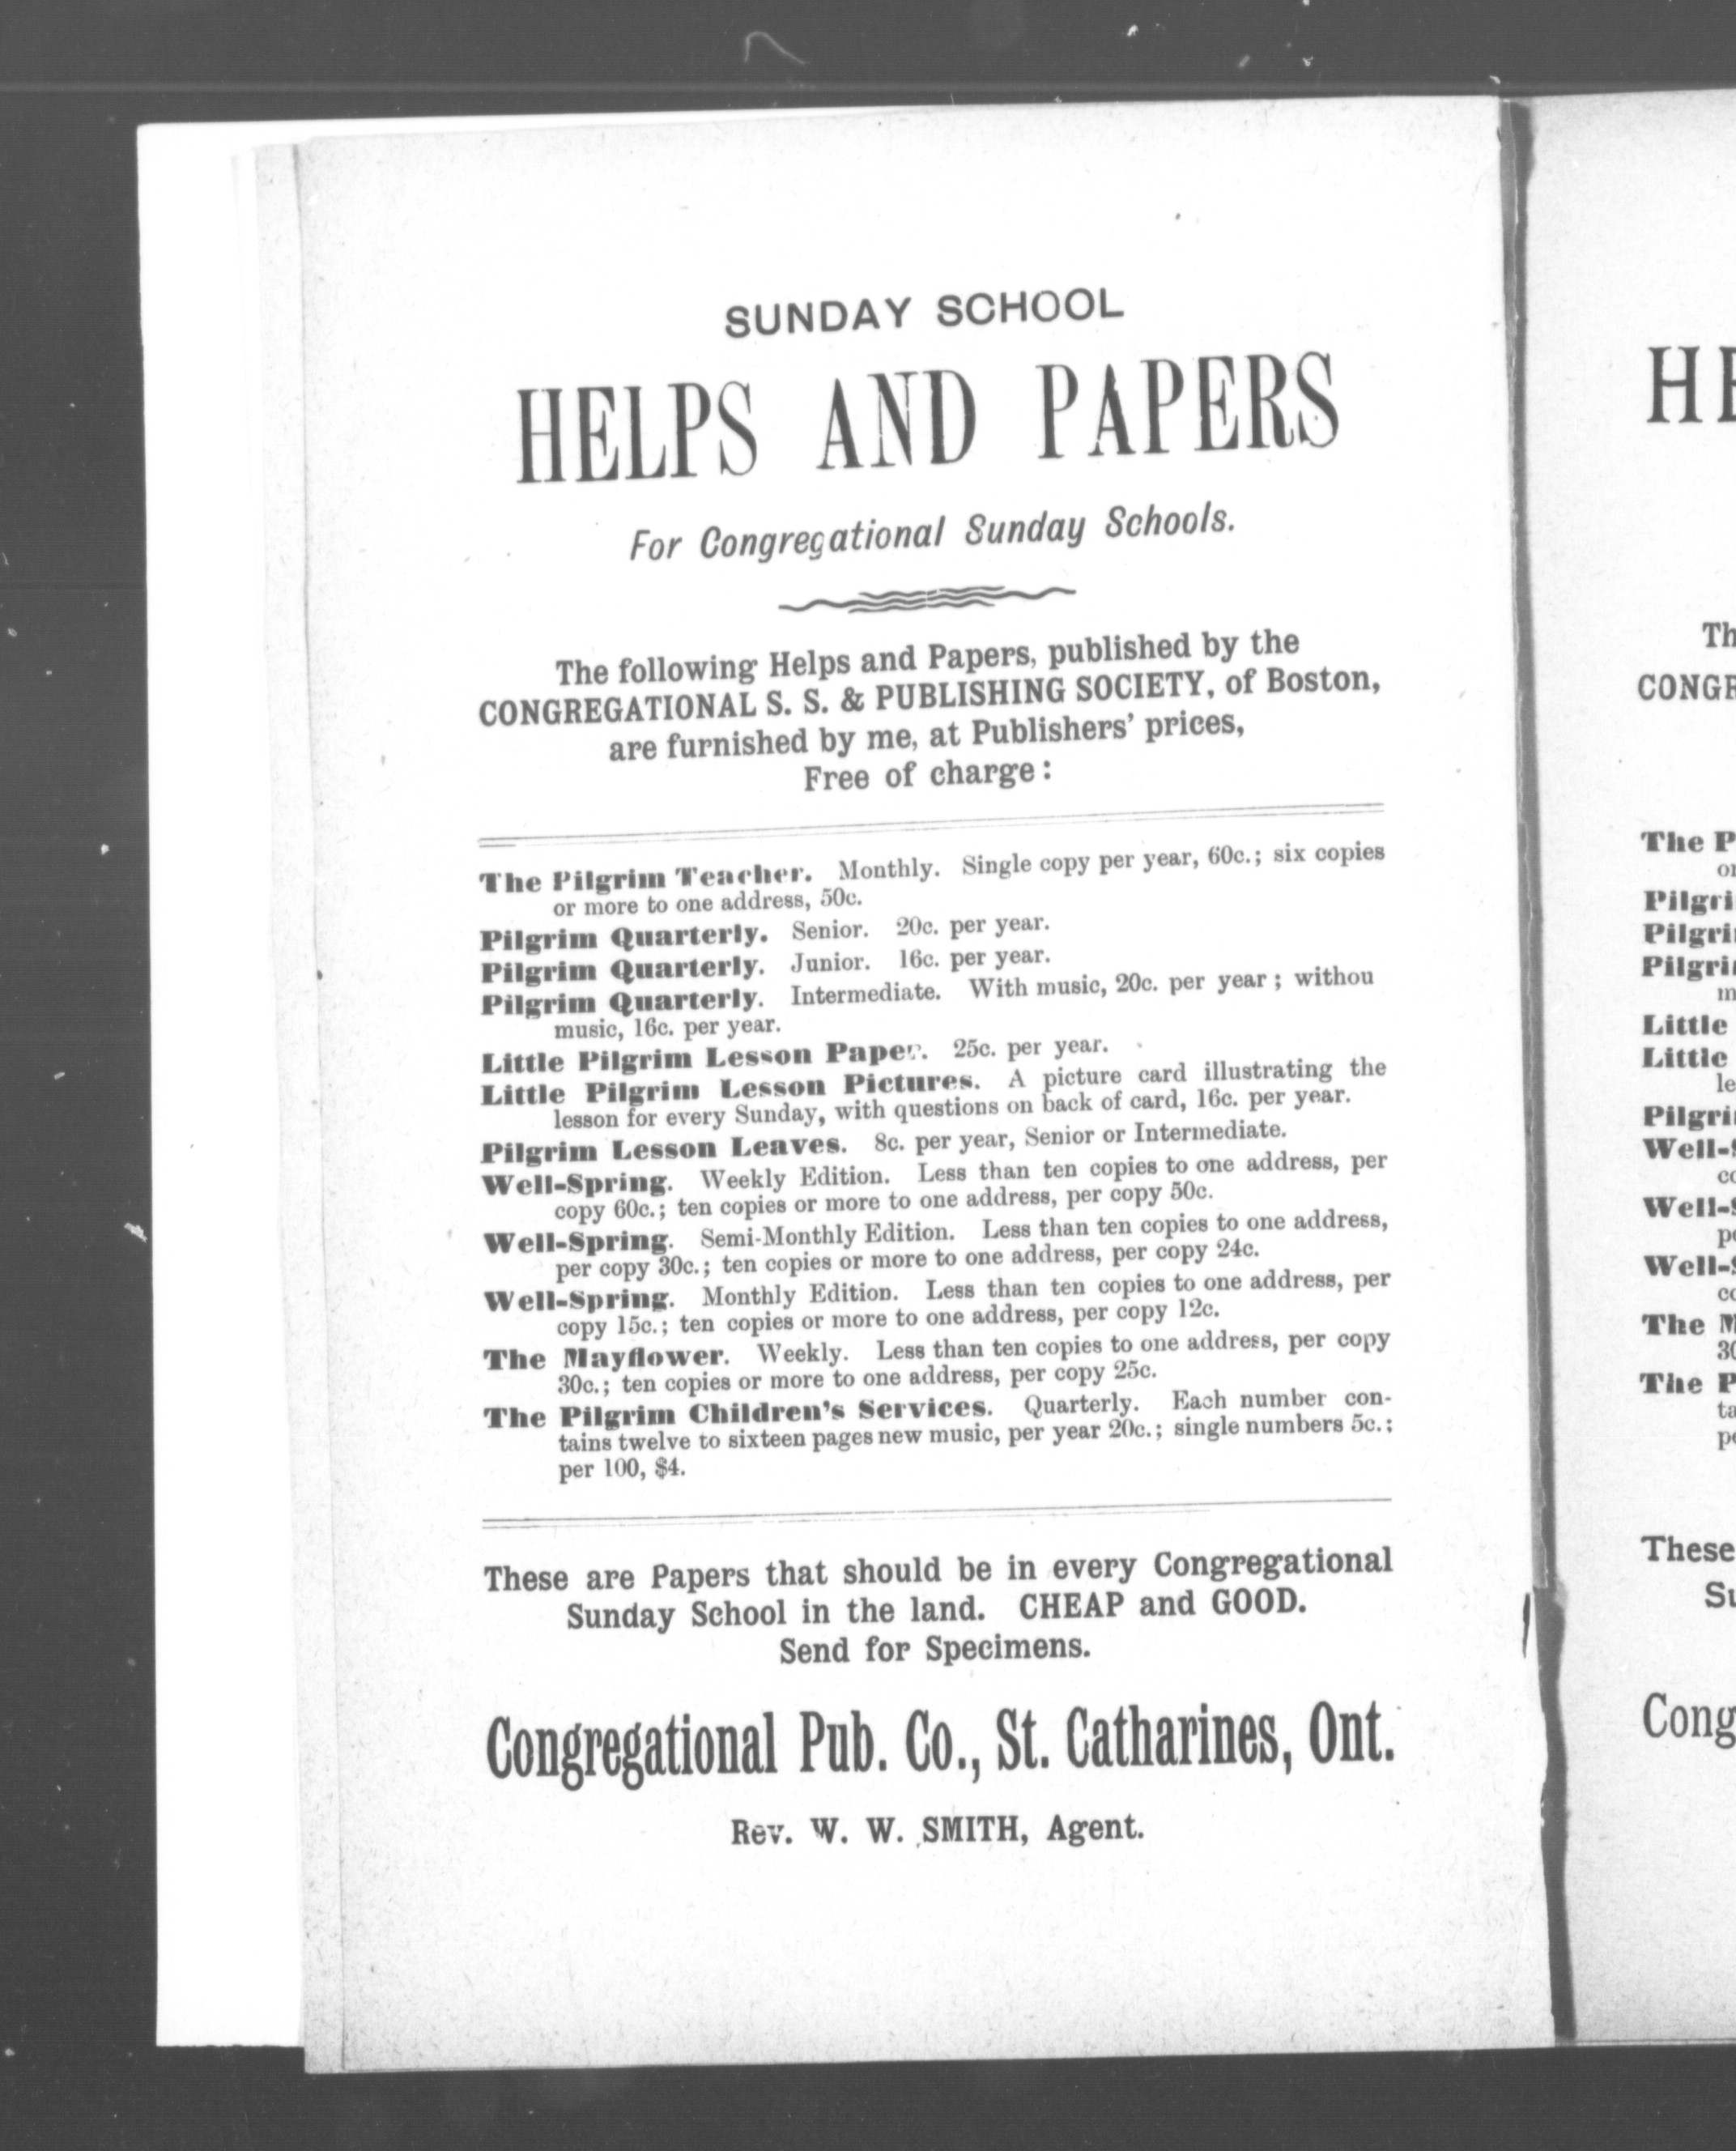 SUNDAY SCHOOL
HELPS AND PAPERS
For Congregational Sunday Schools.
The following Helps and Papers, published by the
CONGREGATIONAL S. S. & PUBLISHING SOCIETY, of Boston,
are furnished by me, at Publishers' prices,
Free of charge:
The Pilgrim Teacher. Monthly. Single copy per year, 60c.; six copies
or more to one address, 50c.
Pilgrim Quarterly. Senior. 20c. per year.
Pilgrim Quarterly. Junior. 16c. per year.
Pilgrim Quarterly. Intermediate. With music, 20c. per year; withou
music, 16c. per year.
Little Pilgrim Lesson Paper. 25c. per year.
Little Pilgrim Lesson Pictures. A picture card illustrating the
lesson for every Sunday, with questions on back of card, 16c. per year.
Pilgrim Lesson Leaves. 8c. per year, Senior or Intermediate.
Well-Spring. Weekly Edition. Less than ten copies to one address, per
copy 60c.; ten copies or more to one address, per copy 50c.
Well-Spring. Semi-Monthly Edition. Less than ten copies to one address,
per copy 30c.; ten copies or more to one address, per copy 24c.
Well-Spring. Monthly Edition. Less than ten copies to one address, per
copy 15c.; ten copies or more to one address, per copy 12c.
The Mayflower. Weekly. Less than ten copies to one address, per copy
30c.; ten copies or more to one address, per copy 25c.
The Pilgrim Children's Services. Quarterly. Each number con-
tains twelve to sixteen pages new music, per year 20c.; single numbers 5c.;
per 100, $4.
These are Papers that should be in every Congregational
Sunday School in the land. CHEAP and GOOD.
Send for Specimens.
Congregational Pub. Co., St. Catharines, Ont.
Rev. W. W. SMITH, Agent.
HE
Th
CONGR
The P
or
Pilgri
Pilgri
Pilgri
m
Little
Little
le
Pilgri
Well-S
co
Well-S
pe
Well-S
co
The M
30
The P
ta
pe
These
Su
Cong